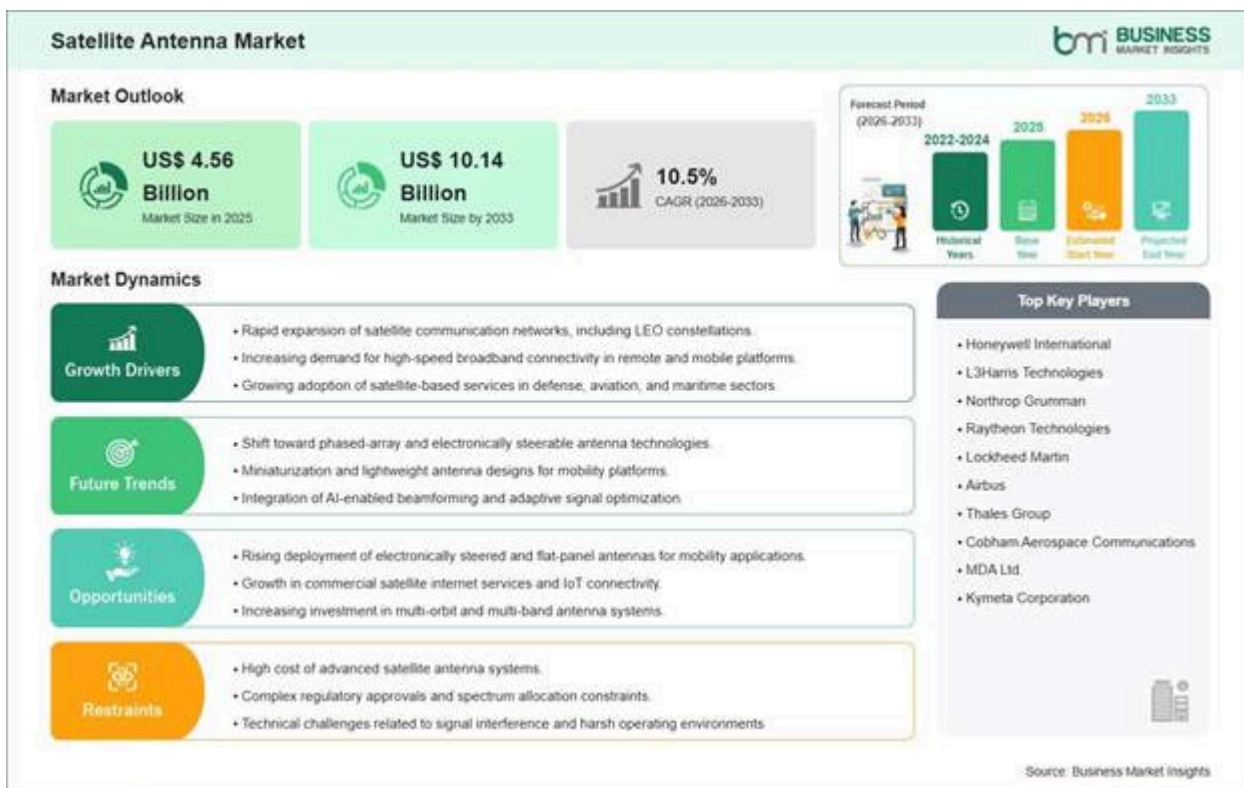 Satellite Antenna Market
bmi BUSINESS
MARKET INSIGHTS
Market Outlook
US$ 4.56
Billion
Market Size in 2025
US$ 10.14
Billion
Market Size by 2033
10.5%
CAGR (2026-2033)
Forecast Period
(2026-2033)
2022-2024
2025
2026
2033
Historical
Years
Base
Year
Estimated
Start Year
Projected
End Year
Market Dynamics
Growth Drivers
• Rapid expansion of satellite communication networks, including LEO constellations.
• Increasing demand for high-speed broadband connectivity in remote and mobile platforms.
• Growing adoption of satellite-based services in defense, aviation, and maritime sectors.
Future Trends
• Shift toward phased-array and electronically steerable antenna technologies.
• Miniaturization and lightweight antenna designs for mobility platforms.
• Integration of AI-enabled beamforming and adaptive signal optimization.
Opportunities
• Rising deployment of electronically steered and flat-panel antennas for mobility applications.
• Growth in commercial satellite internet services and IoT connectivity.
• Increasing investment in multi-orbit and multi-band antenna systems.
Restraints
• High cost of advanced satellite antenna systems.
• Complex regulatory approvals and spectrum allocation constraints.
• Technical challenges related to signal interference and harsh operating environments
Top Key Players
• Honeywell International
• L3Harris Technologies
• Northrop Grumman
• Raytheon Technologies
• Lockheed Martin
• Airbus
• Thales Group
• Cobham Aerospace Communications
• MDA Ltd
• Kymeta Corporation
Source: Business Market Insights